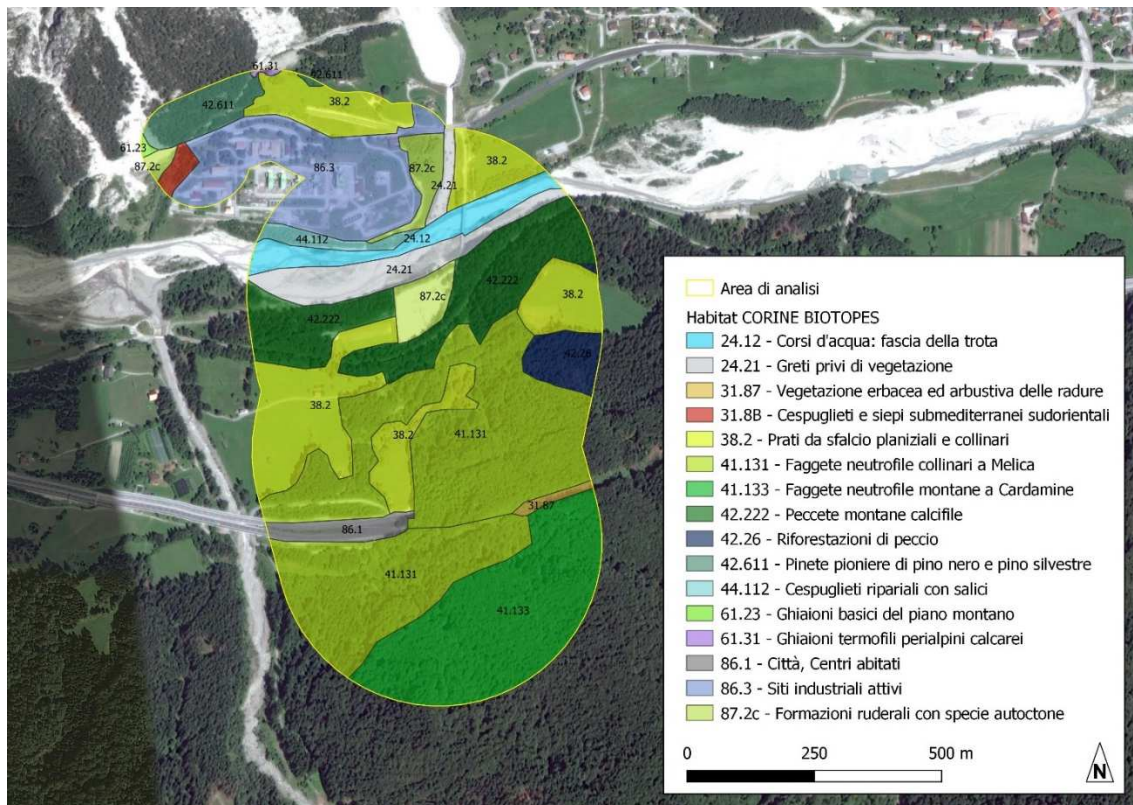 61.31
42.611
42.611
38.2
61.23
87.2c
86.3
87.2c
24.21
38.2
44.112
24.12
24.21
42.222
87.2c
38.2
42.222
42.26
38.2
38.2
41.131
31.87
86.1
41.131
41.133
Area di analisi
Habitat CORINE BIOTOPES
24.12 - Corsi d'acqua: fascia della trota
24.21 - Greti privi di vegetazione
31.87 - Vegetazione erbacea ed arbustiva delle radure
31.8B - Cespuglieti e siepi submediterranei sudorientali
38.2 - Prati da sfalcio planiziali e collinari
41.131 - Faggete neutrofile collinari a Melica
41.133 - Faggete neutrofile montane a Cardamine
42.222 - Peccete montane calcifile
42.26 - Riforestazioni di peccio
42.611 - Pinete pioniere di pino nero e pino silvestre
44.112 - Cespuglieti ripariali con salici
61.23 - Ghiaioni basici del piano montano
61.31 - Ghiaioni termofili perialpini calcarei
86.1 - Città, Centri abitati
86.3 - Siti industriali attivi
87.2c - Formazioni ruderali con specie autoctone
0 250 500 m
N